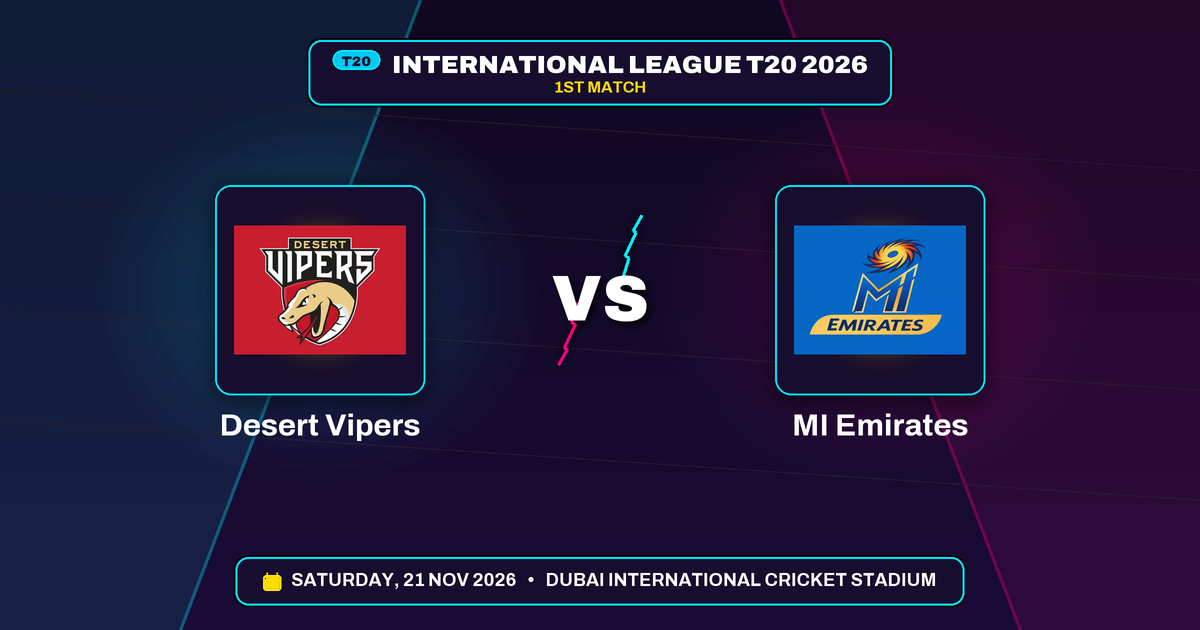 T20 INTERNATIONAL LEAGUE T20 2026
1ST MATCH
DESERT
VIPERS
VS
MI
EMIRATES
Desert Vipers
MI Emirates
SATURDAY, 21 NOV 2026 • DUBAI INTERNATIONAL CRICKET STADIUM